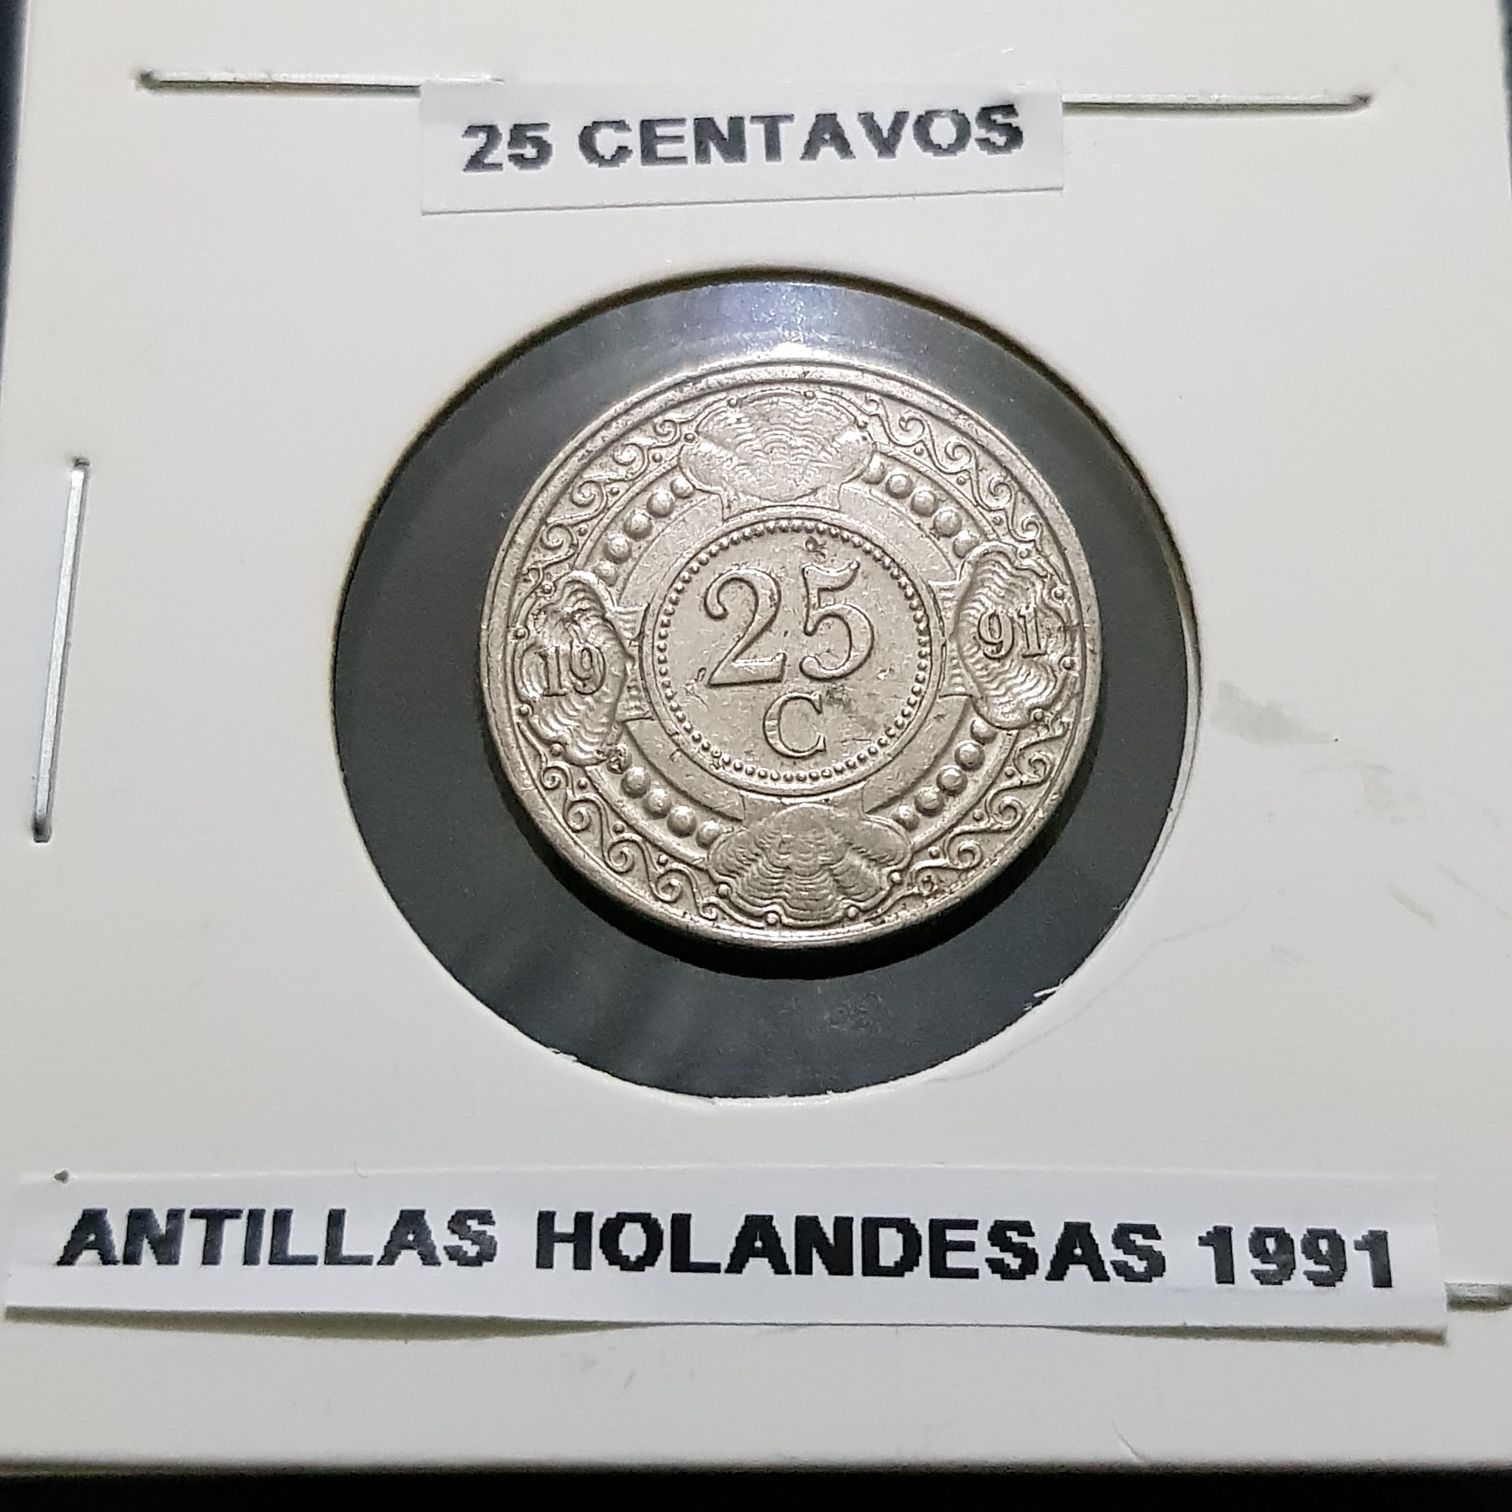 25 CENTAVOS
25
19 91
C
ANTILLAS HOLANDESAS 1991